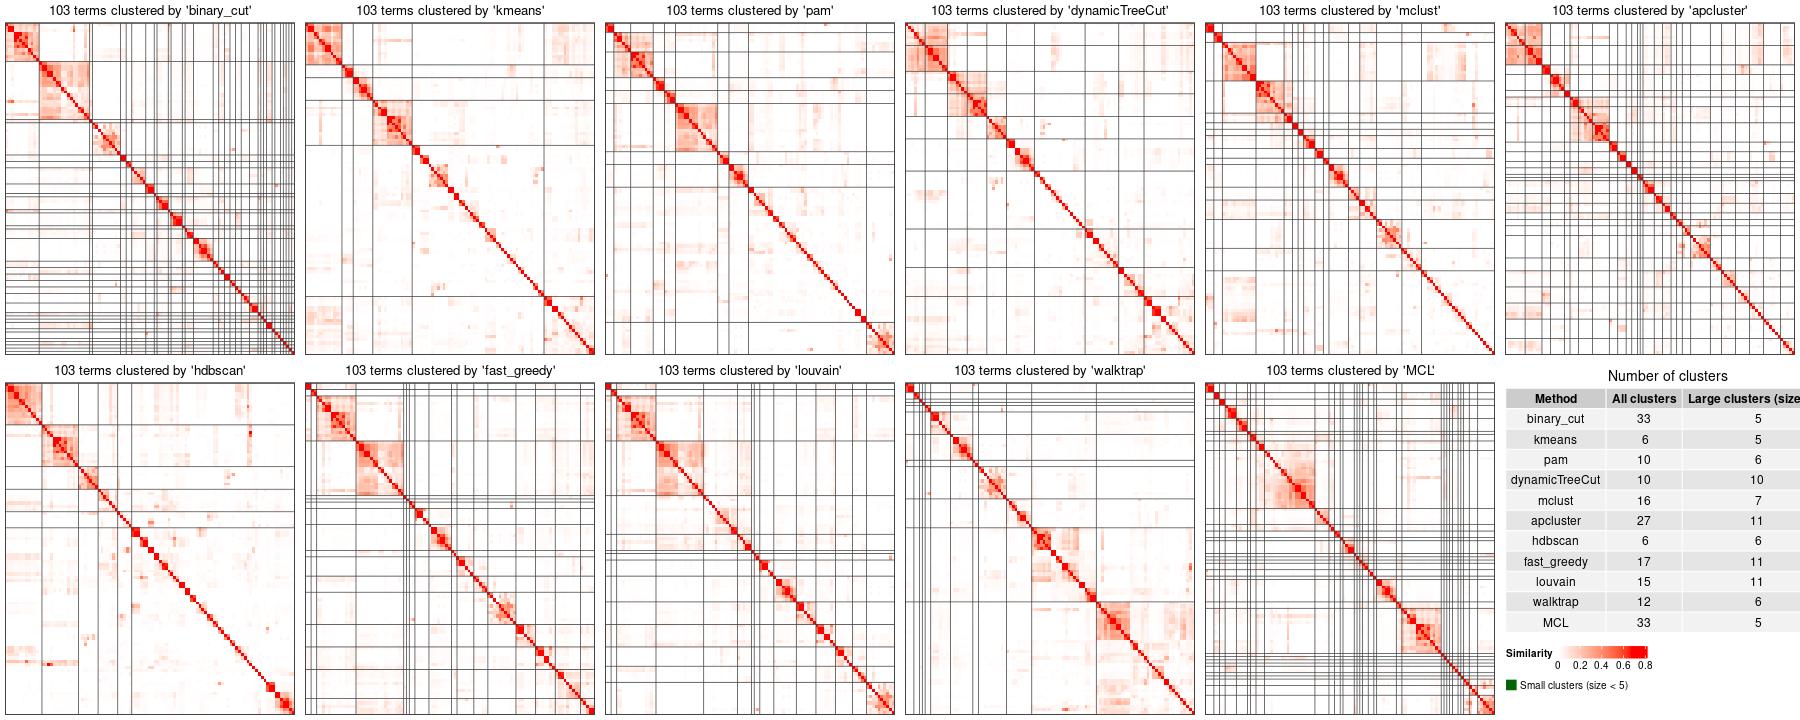 103 terms clustered by 'binary_cut'
103 terms clustered by 'kmeans'
103 terms clustered by 'pam'
103 terms clustered by 'dynamicTreeCut'
103 terms clustered by 'mclust'
103 terms clustered by 'apcluster'
103 terms clustered by 'hdbscan'
103 terms clustered by 'fast_greedy'
103 terms clustered by 'louvain'
103 terms clustered by 'walktrap'
103 terms clustered by 'MCL'
Number of clusters
Method All clusters Large clusters (size
binary_cut 33 5
kmeans 6 5
pam 10 6
dynamicTreeCut 10 10
mclust 16 7
apcluster 27 11
hdbscan 6 6
fast_greedy 17 11
louvain 15 11
walktrap 12 6
MCL 33 5
Similarity
0 0.2 0.4 0.6 0.8
Small clusters (size < 5)